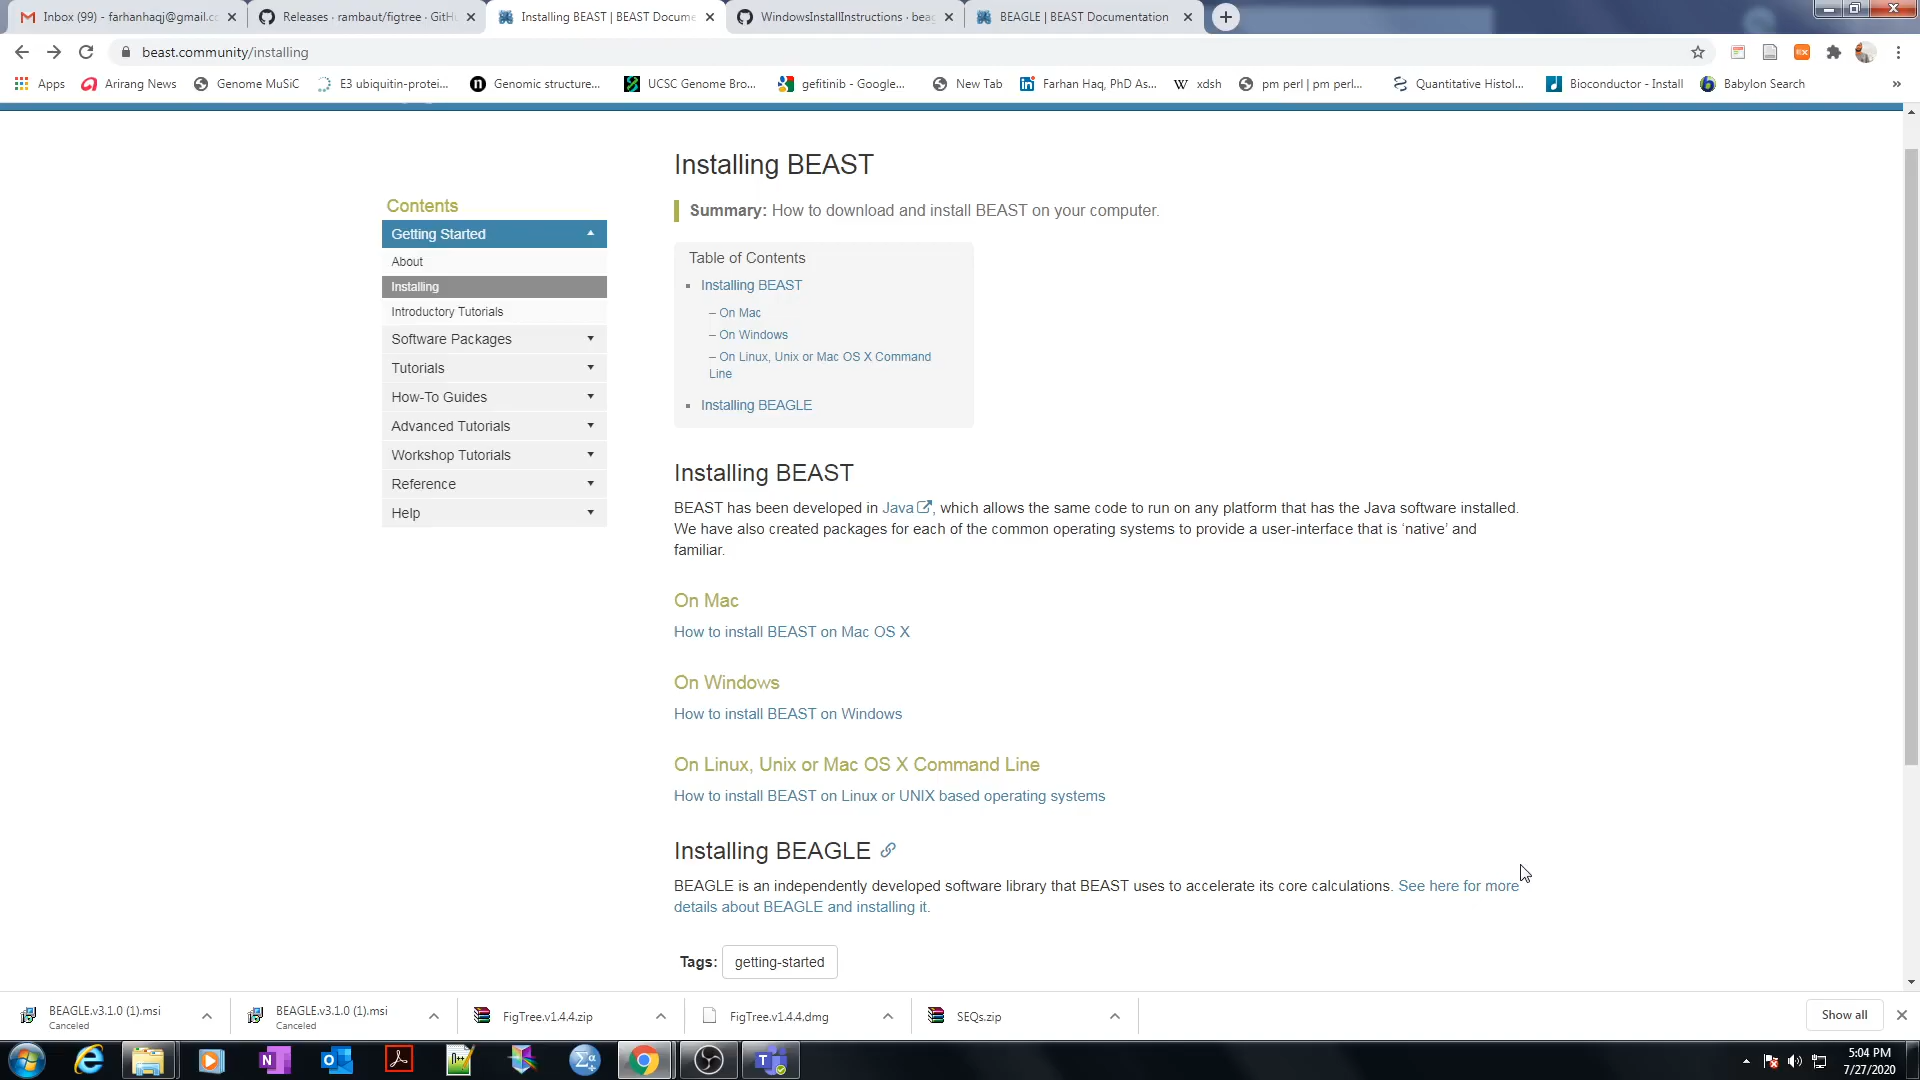 Inbox (99) - farhanhaqj@gmail.cc
Releases · rambaut/figtree · GitHu
Installing BEAST | BEAST Docume
WindowsInstallInstructions · beag
BEAGLE | BEAST Documentation
beast.community/installing
Apps
Arirang News
Genome MuSiC
E3 ubiquitin-protei...
Genomic structure...
UCSC Genome Bro...
gefitinib - Google...
New Tab
Farhan Haq, PhD As...
xdsh
pm perl | pm perl...
Quantitative Histol...
Bioconductor - Install
Babylon Search
»
Installing BEAST
Summary: How to download and install BEAST on your computer.
Contents
Getting Started
About
Installing
Introductory Tutorials
Software Packages
Tutorials
How-To Guides
Advanced Tutorials
Workshop Tutorials
Reference
Help
Table of Contents
Installing BEAST
– On Mac
– On Windows
– On Linux, Unix or Mac OS X Command
Line
Installing BEAGLE
Installing BEAST
BEAST has been developed in Java, which allows the same code to run on any platform that has the Java software installed.
We have also created packages for each of the common operating systems to provide a user-interface that is ‘native’ and
familiar.
On Mac
How to install BEAST on Mac OS X
On Windows
How to install BEAST on Windows
On Linux, Unix or Mac OS X Command Line
How to install BEAST on Linux or UNIX based operating systems
Installing BEAGLE
BEAGLE is an independently developed software library that BEAST uses to accelerate its core calculations. See here for more
details about BEAGLE and installing it.
Tags: getting-started
BEAGLE.v3.1.0 (1).msi
Canceled
BEAGLE.v3.1.0 (1).msi
Canceled
FigTree.v1.4.4.zip
FigTree.v1.4.4.dmg
SEQs.zip
Show all
5:04 PM
7/27/2020